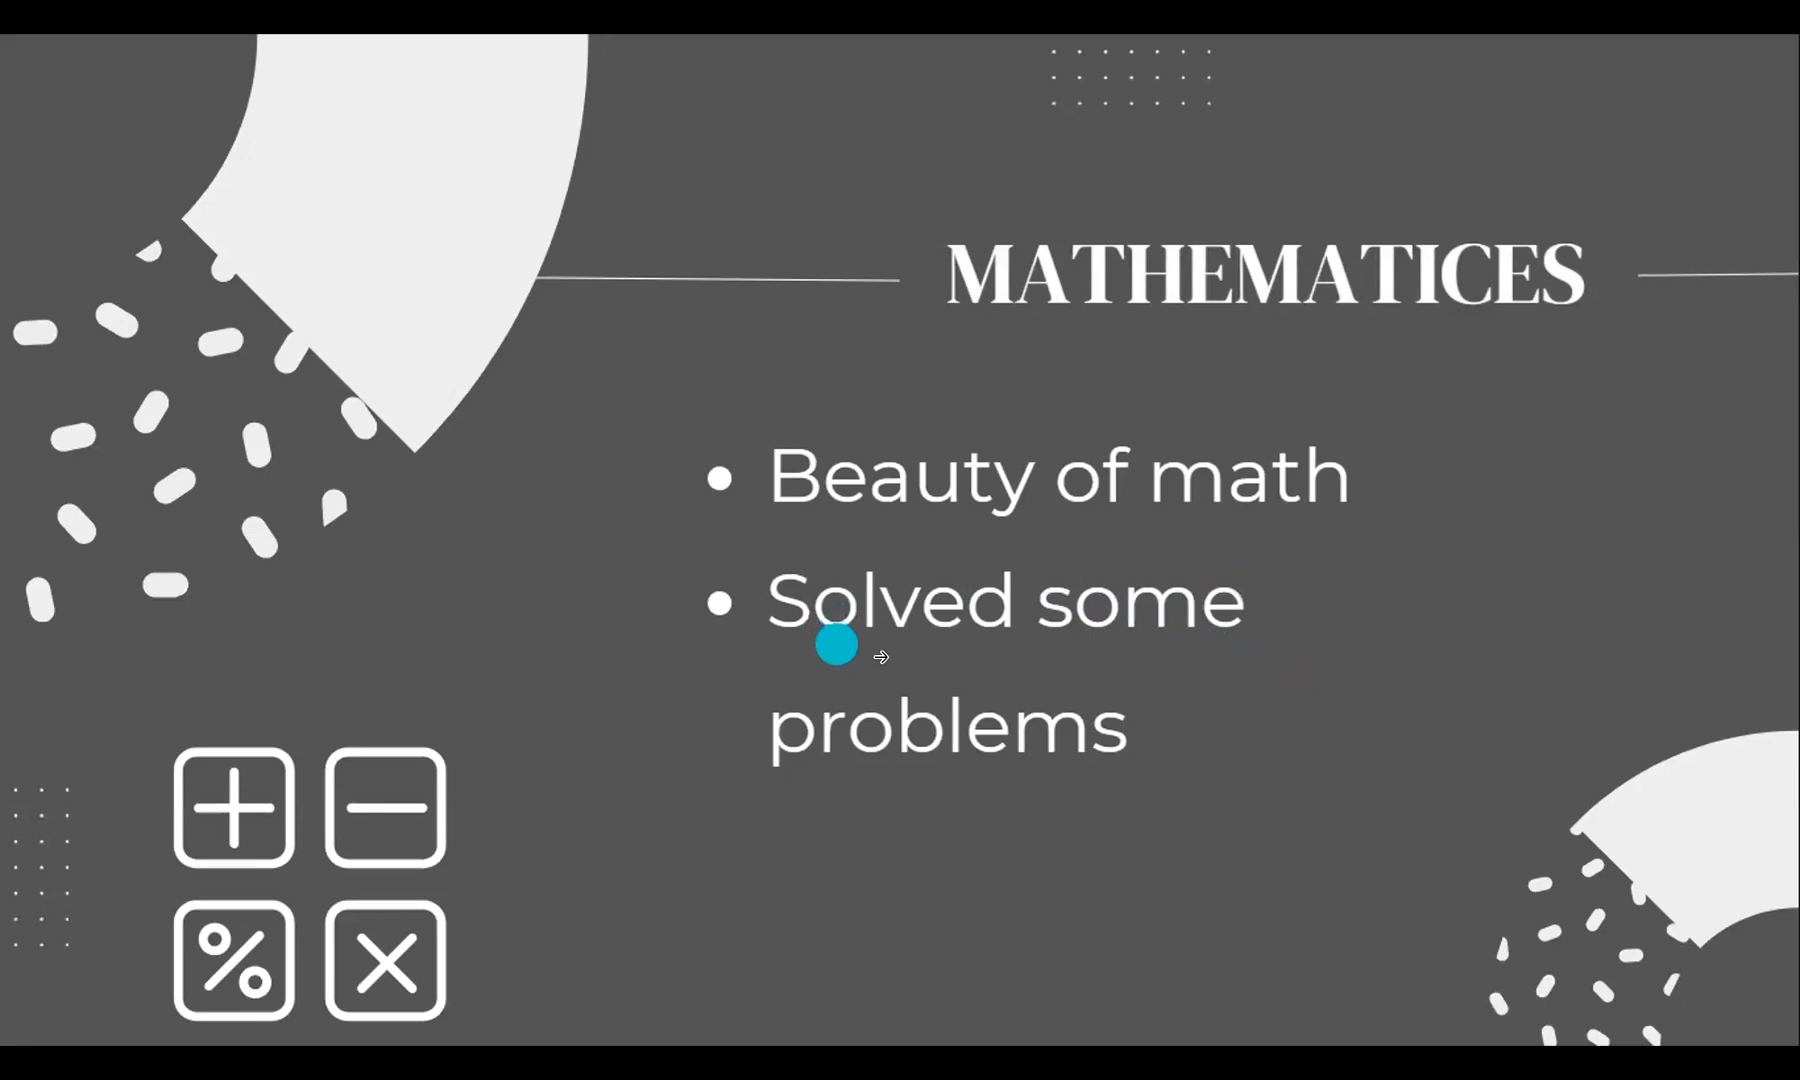 MATHEMATICES
• Beauty of math
• Solved some
problems